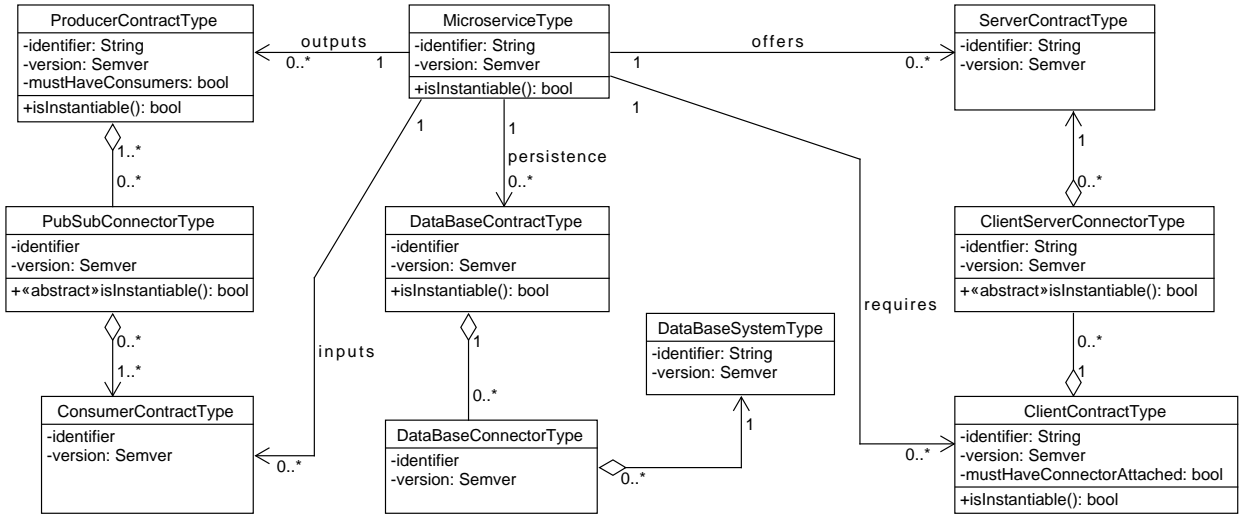 ProducerContractType
-identifier: String
-version: Semver
-mustHaveConsumers: bool
+isInstantiable(): bool
outputs
0..*
1
MicroserviceType
-identifier: String
-version: Semver
+isInstantiable(): bool
offers
1
0..*
ServerContractType
-identifier: String
-version: Semver
1..*
0..*
1
1
persistence
0..*
1
1
0..*
PubSubConnectorType
-identifier
-version: Semver
+«abstract»isInstantiable(): bool
DataBaseContractType
-identifier
-version: Semver
+isInstantiable(): bool
ClientServerConnectorType
-identfier: String
-version: Semver
+«abstract»isInstantiable(): bool
0..*
1..*
inputs
0..*
1
0..*
DataBaseSystemType
-identifier: String
-version: Semver
requires
0..*
0..*
1
ConsumerContractType
-identifier
-version: Semver
DataBaseConnectorType
-identifier
-version: Semver
0..*
1
ClientContractType
-identifier: String
-version: Semver
-mustHaveConnectorAttached: bool
+isInstantiable(): bool